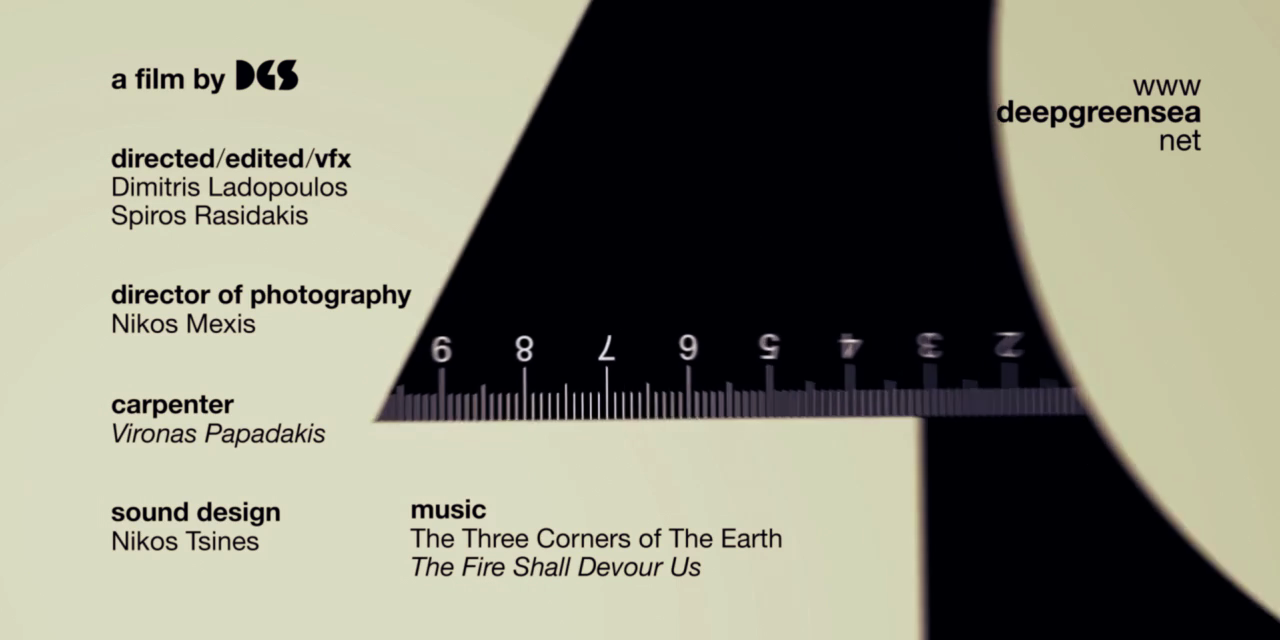 a film by DGS
directed/edited/vfx
Dimitris Ladopoulos
Spiros Rasidakis
director of photography
Nikos Mexis
carpenter
Vironas Papadakis
sound design
Nikos Tsines
music
The Three Corners of The Earth
The Fire Shall Devour Us
www
deepgreensea
net
9 8 7 6 5 4 3 2